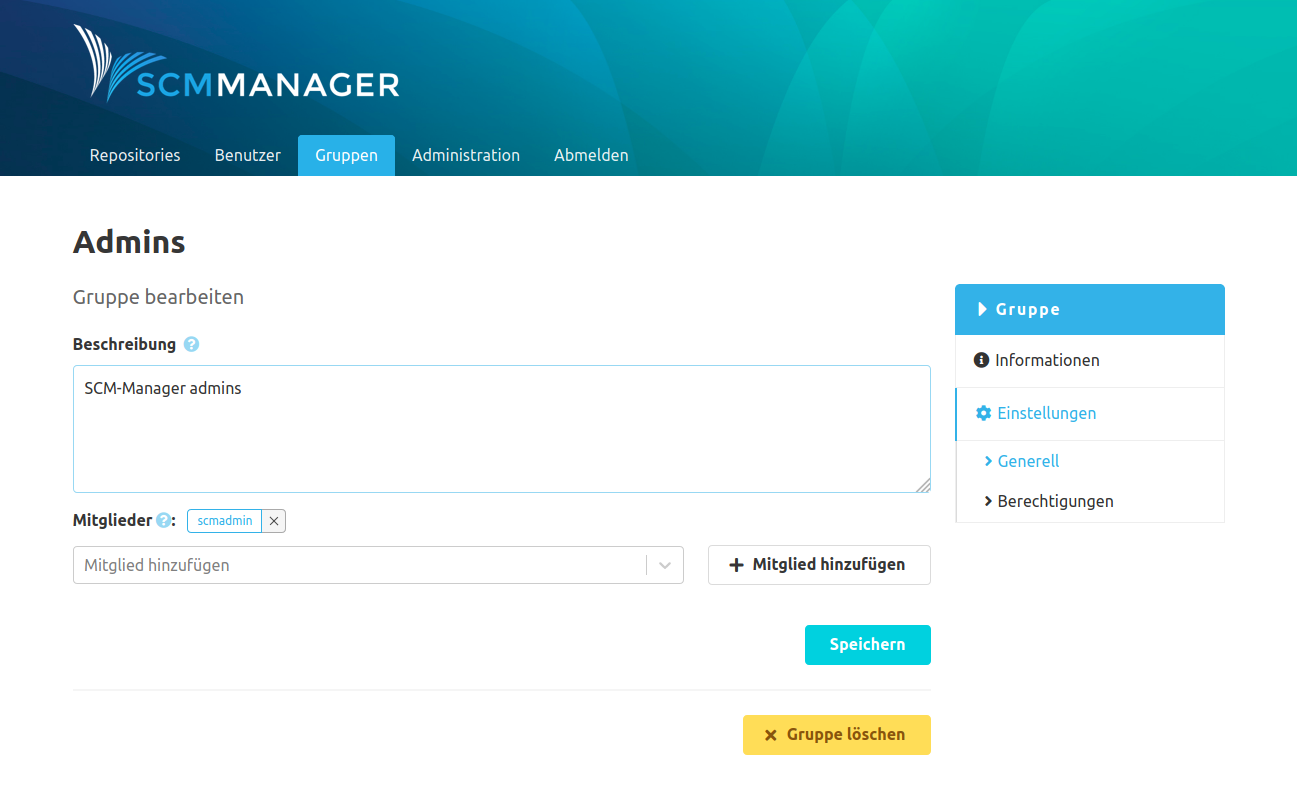 SCMMANAGER
Repositories Benutzer Gruppen Administration Abmelden
Admins
Gruppe bearbeiten
Beschreibung ?
SCM-Manager admins
Mitglieder ?: scmadmin ×
Mitglied hinzufügen
+ Mitglied hinzufügen
Speichern
× Gruppe löschen
Gruppe
Informationen
Einstellungen
Generell
Berechtigungen